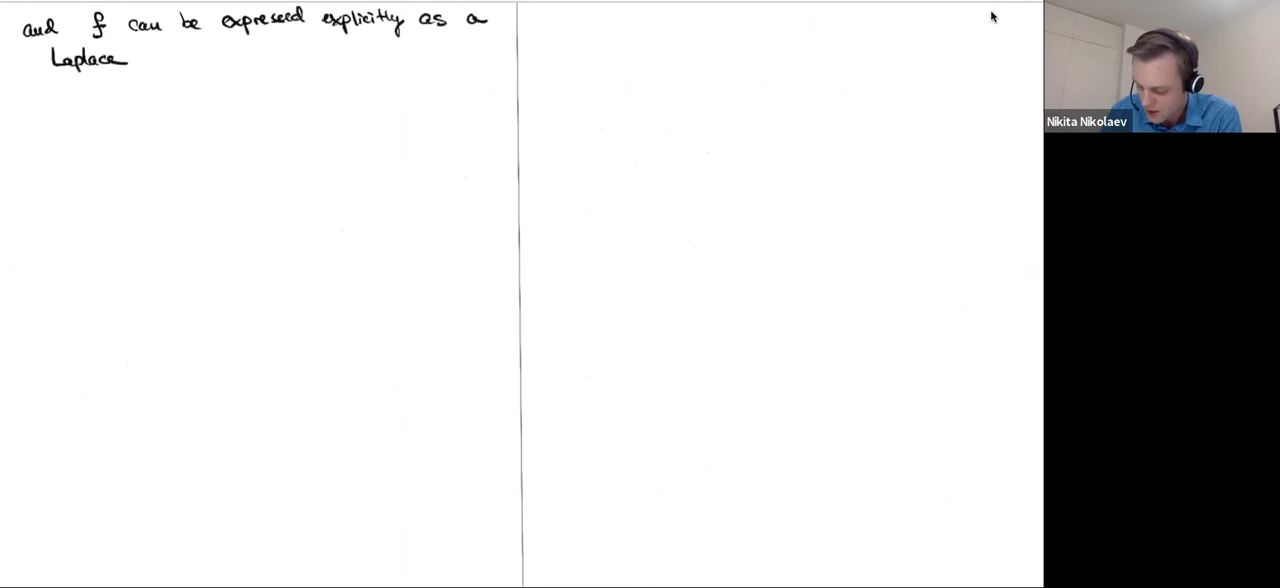 and f can be expressed explicitly as a
Laplace
Nikita Nikolaev